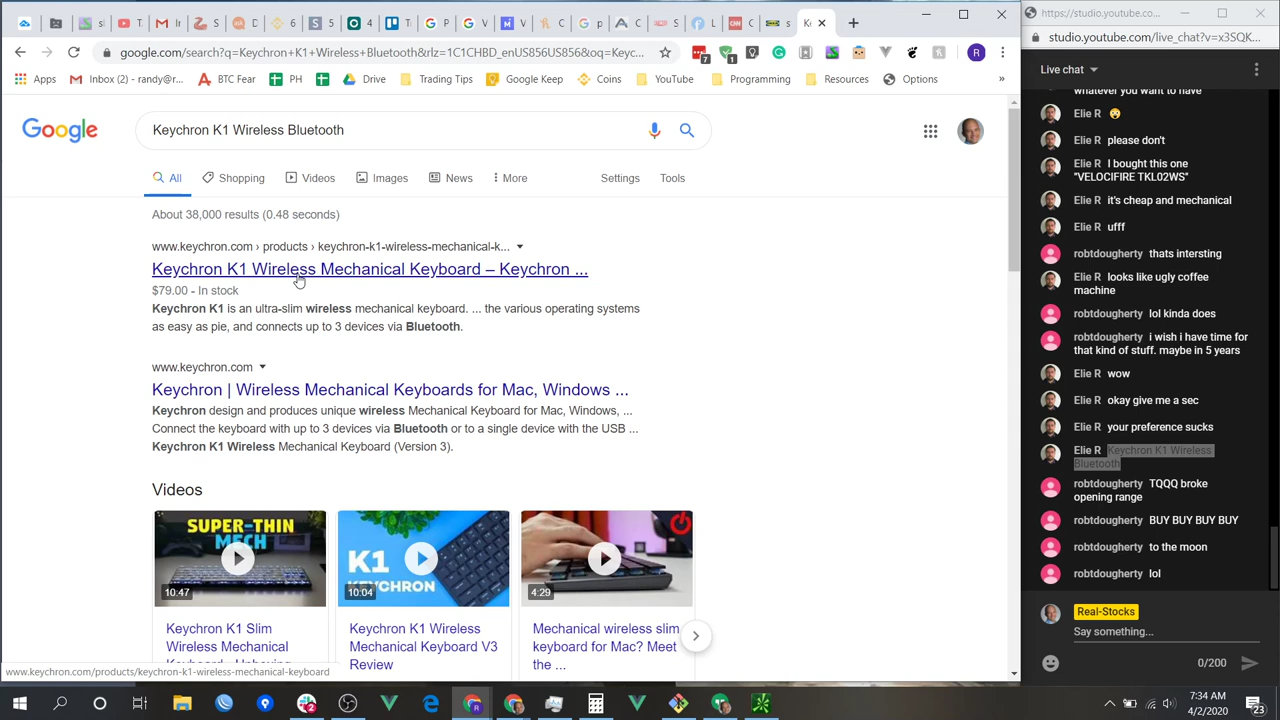 https://studio.youtube.co...
google.com/search?q=Keychron+K1+Wireless+Bluetooth&rlz=1C1CHBD_enUS856US856&oq=Keyc...
studio.youtube.com/live_chat?v=x3SQK...
Apps
Inbox (2) - randy@r...
BTC Fear
PH
Drive
Trading Tips
Google Keep
Coins
YouTube
Programming
Resources
Options
»
Google
Keychron K1 Wireless Bluetooth
All
Shopping
Videos
Images
News
More
Settings
Tools
About 38,000 results (0.48 seconds)
www.keychron.com › products › keychron-k1-wireless-mechanical-k...
Keychron K1 Wireless Mechanical Keyboard – Keychron ...
$79.00 - In stock
Keychron K1 is an ultra-slim wireless mechanical keyboard. ... the various operating systems
as easy as pie, and connects up to 3 devices via Bluetooth.
www.keychron.com
Keychron | Wireless Mechanical Keyboards for Mac, Windows ...
Keychron design and produces unique wireless Mechanical Keyboard for Mac, Windows, ...
Connect the keyboard with up to 3 devices via Bluetooth or to a single device with the USB ...
Keychron K1 Wireless Mechanical Keyboard (Version 3).
Videos
SUPER-THIN
MECH
10:47
K1
KEYCHRON
10:04
4:29
Keychron K1 Slim
Wireless Mechanical
Keychron K1 Wireless
Mechanical Keyboard V3
Review
Mechanical wireless slim
keyboard for Mac? Meet
the ...
www.keychron.com/products/keychron-k1-wireless-mechanical-keyboard
Live chat
whatever you want to have
Elie R 😲
Elie R please don't
Elie R I bought this one
"VELOCIFIRE TKL02WS"
Elie R it's cheap and mechanical
Elie R ufff
robtdougherty thats intersting
Elie R looks like ugly coffee
machine
robtdougherty lol kinda does
robtdougherty i wish i have time for
that kind of stuff. maybe in 5 years
Elie R wow
Elie R okay give me a sec
Elie R your preference sucks
Elie R Keychron K1 Wireless
Bluetooth
robtdougherty TQQQ broke
opening range
robtdougherty BUY BUY BUY BUY
robtdougherty to the moon
robtdougherty lol
Real-Stocks
Say something...
0/200
7:34 AM
4/2/2020
23